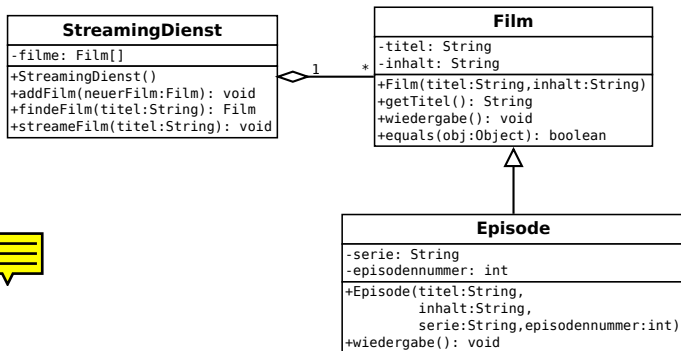 StreamingDienst
-filme: Film[]
+StreamingDienst()
+addFilm(neuerFilm:Film): void
+findeFilm(titel:String): Film
+streameFilm(titel:String): void
1
*
Film
-titel: String
-inhalt: String
+Film(titel:String,inhalt:String)
+getTitel(): String
+wiedergabe(): void
+equals(obj:Object): boolean
Episode
-serie: String
-episodennummer: int
+Episode(titel:String,
inhalt:String,
serie:String,episodennummer:int)
+wiedergabe(): void